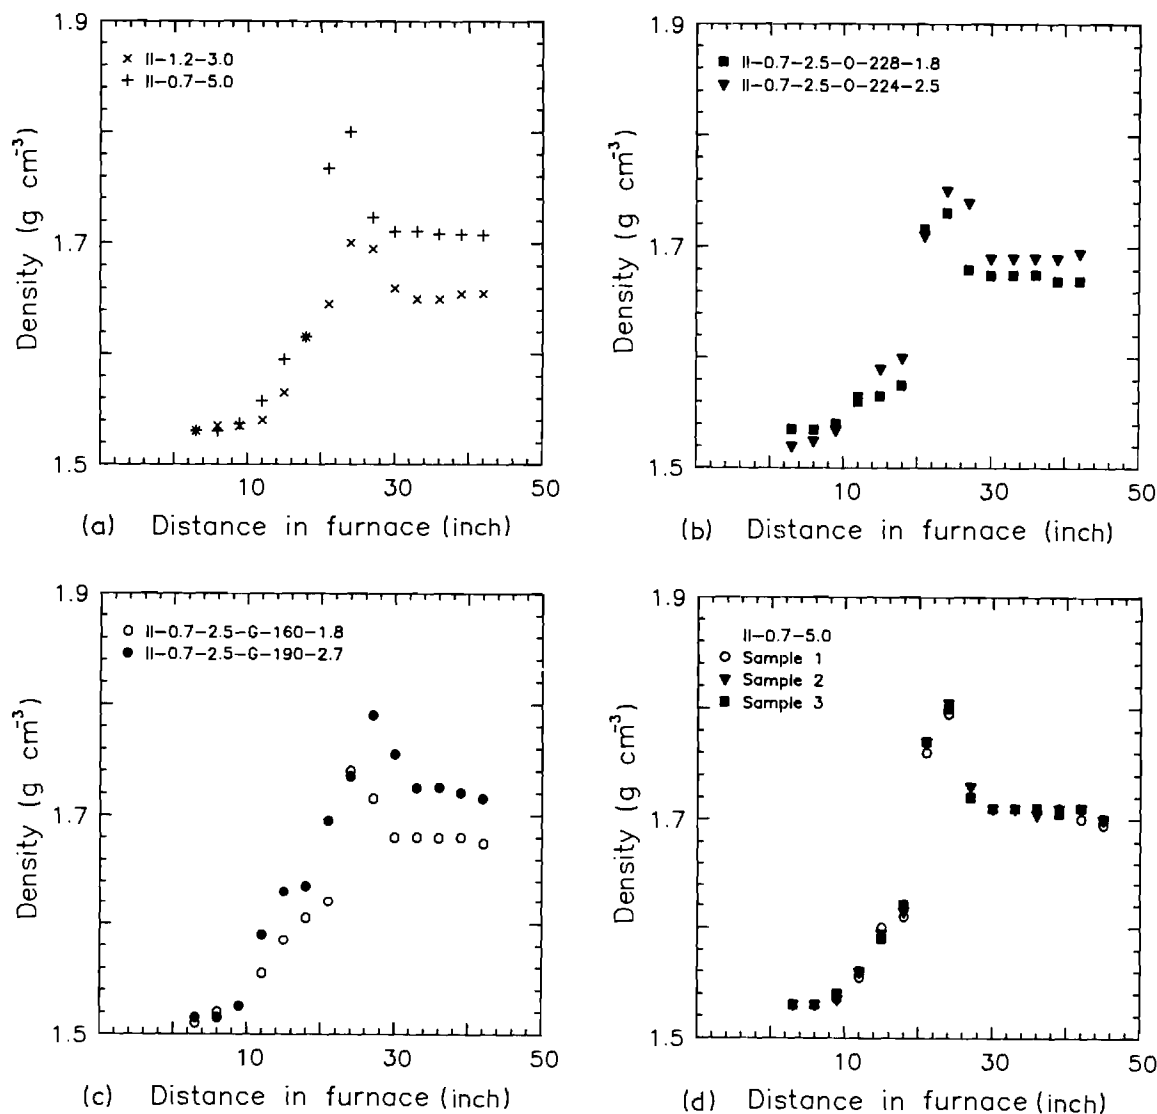 1.9
× II-1.2-3.0
+ II-0.7-5.0
1.7
1.5
10 30 50
Density (g cm⁻³)
(a) Distance in furnace (inch)
1.9
■ II-0.7-2.5-O-228-1.8
▼ II-0.7-2.5-O-224-2.5
1.7
1.5
10 30 50
Density (g cm⁻³)
(b) Distance in furnace (inch)
1.9
○ II-0.7-2.5-G-160-1.8
● II-0.7-2.5-G-190-2.7
1.7
1.5
10 30 50
Density (g cm⁻³)
(c) Distance in furnace (inch)
1.9
II-0.7-5.0
○ Sample 1
▼ Sample 2
■ Sample 3
1.7
1.5
10 30 50
Density (g cm⁻³)
(d) Distance in furnace (inch)